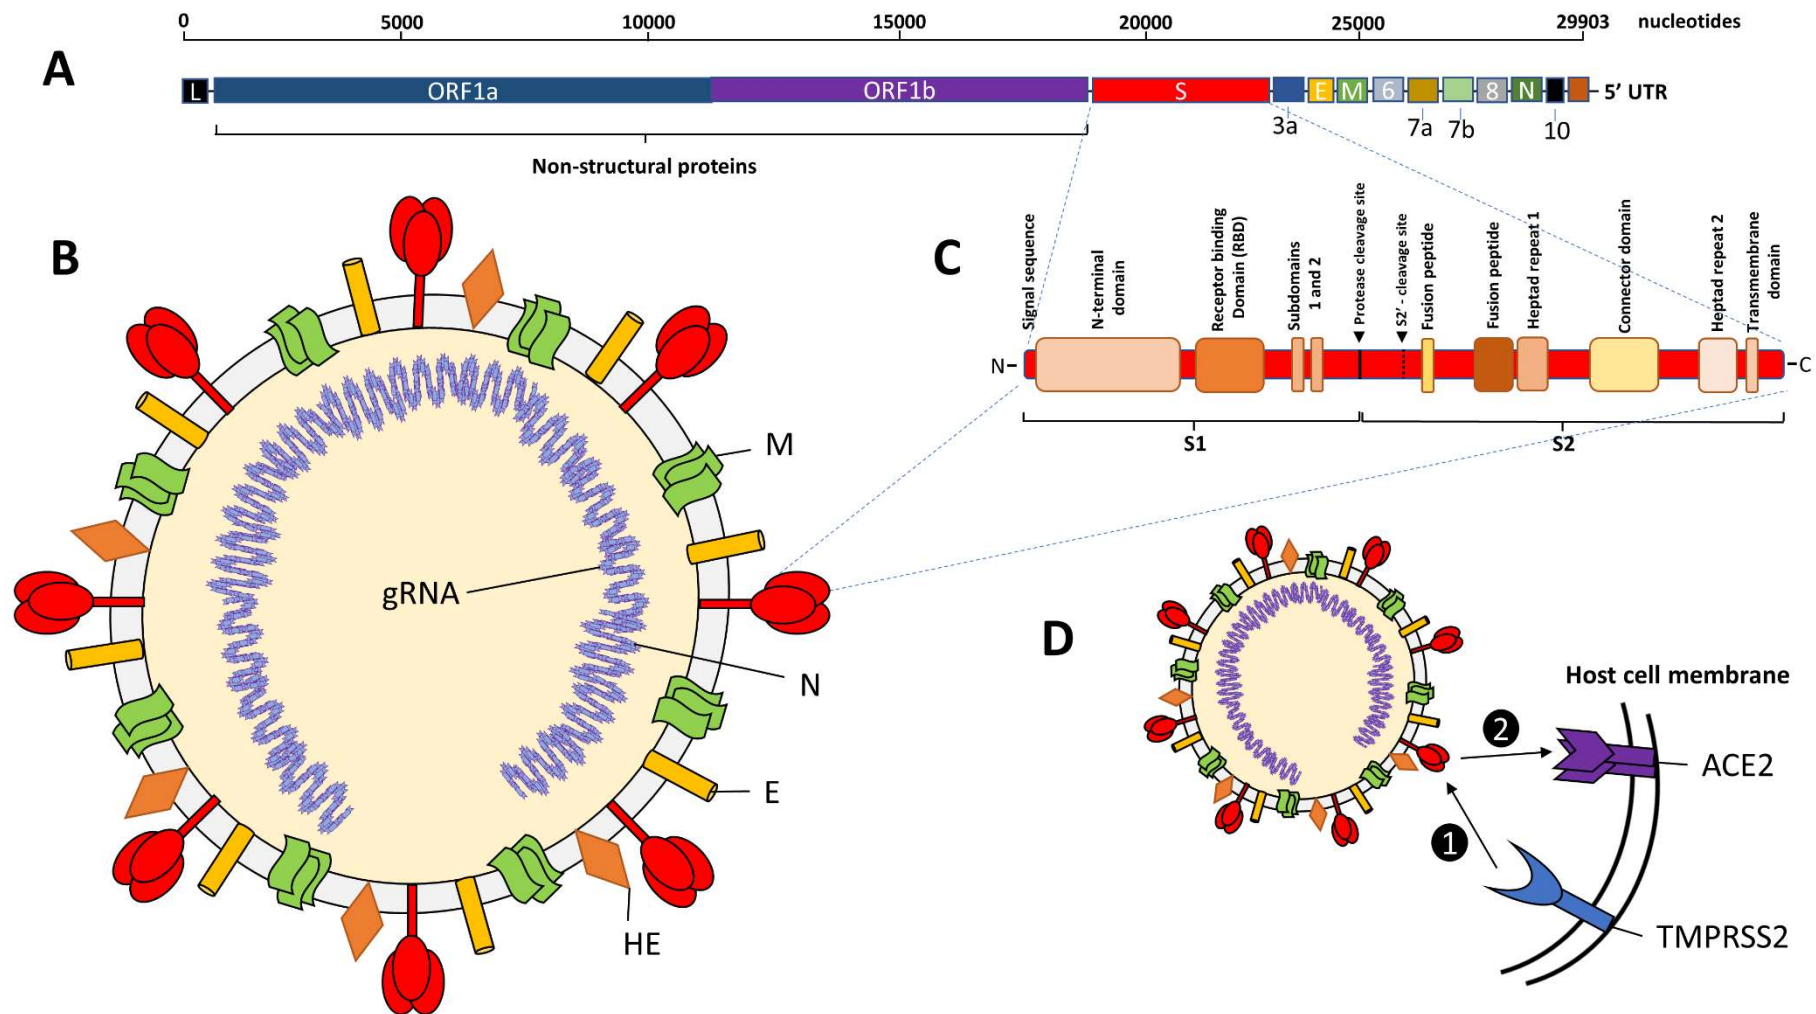 0 5000 10000 15000 20000 25000 29903 nucleotides
A
L ORF1a ORF1b S E M 6 8 N 5’ UTR
3a 7a 7b 10
Non-structural proteins
B
M
gRNA
N
E
HE
C
Signal sequence
N-terminal
domain
Receptor binding
Domain (RBD)
Subdomains
1 and 2
Protease cleavage site
S2’ - cleavage site
Fusion peptide
Fusion peptide
Heptad repeat 1
Connector domain
Heptad repeat 2
Transmembrane
domain
N C
S1 S2
D
Host cell membrane
2
ACE2
1
TMPRSS2